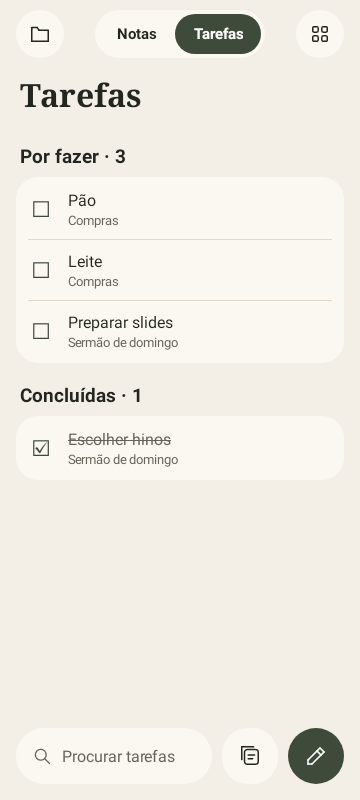 Notas
Tarefas
Tarefas
Por fazer · 3
Pão
Compras
Leite
Compras
Preparar slides
Sermão de domingo
Concluídas · 1
Escolher hinos
Sermão de domingo
Procurar tarefas